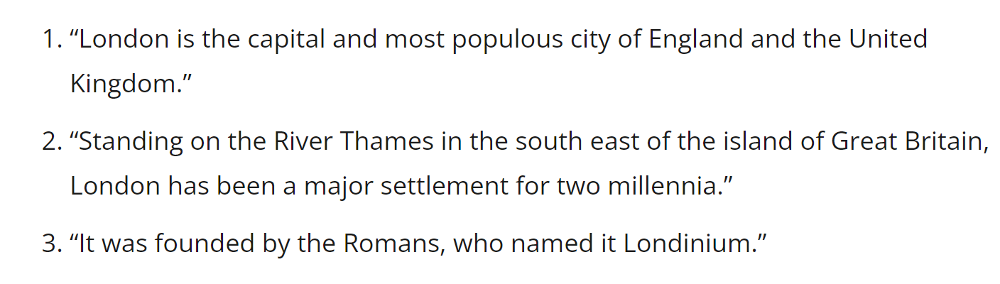 1. “London is the capital and most populous city of England and the United
Kingdom.”
2. “Standing on the River Thames in the south east of the island of Great Britain,
London has been a major settlement for two millennia.”
3. “It was founded by the Romans, who named it Londinium.”